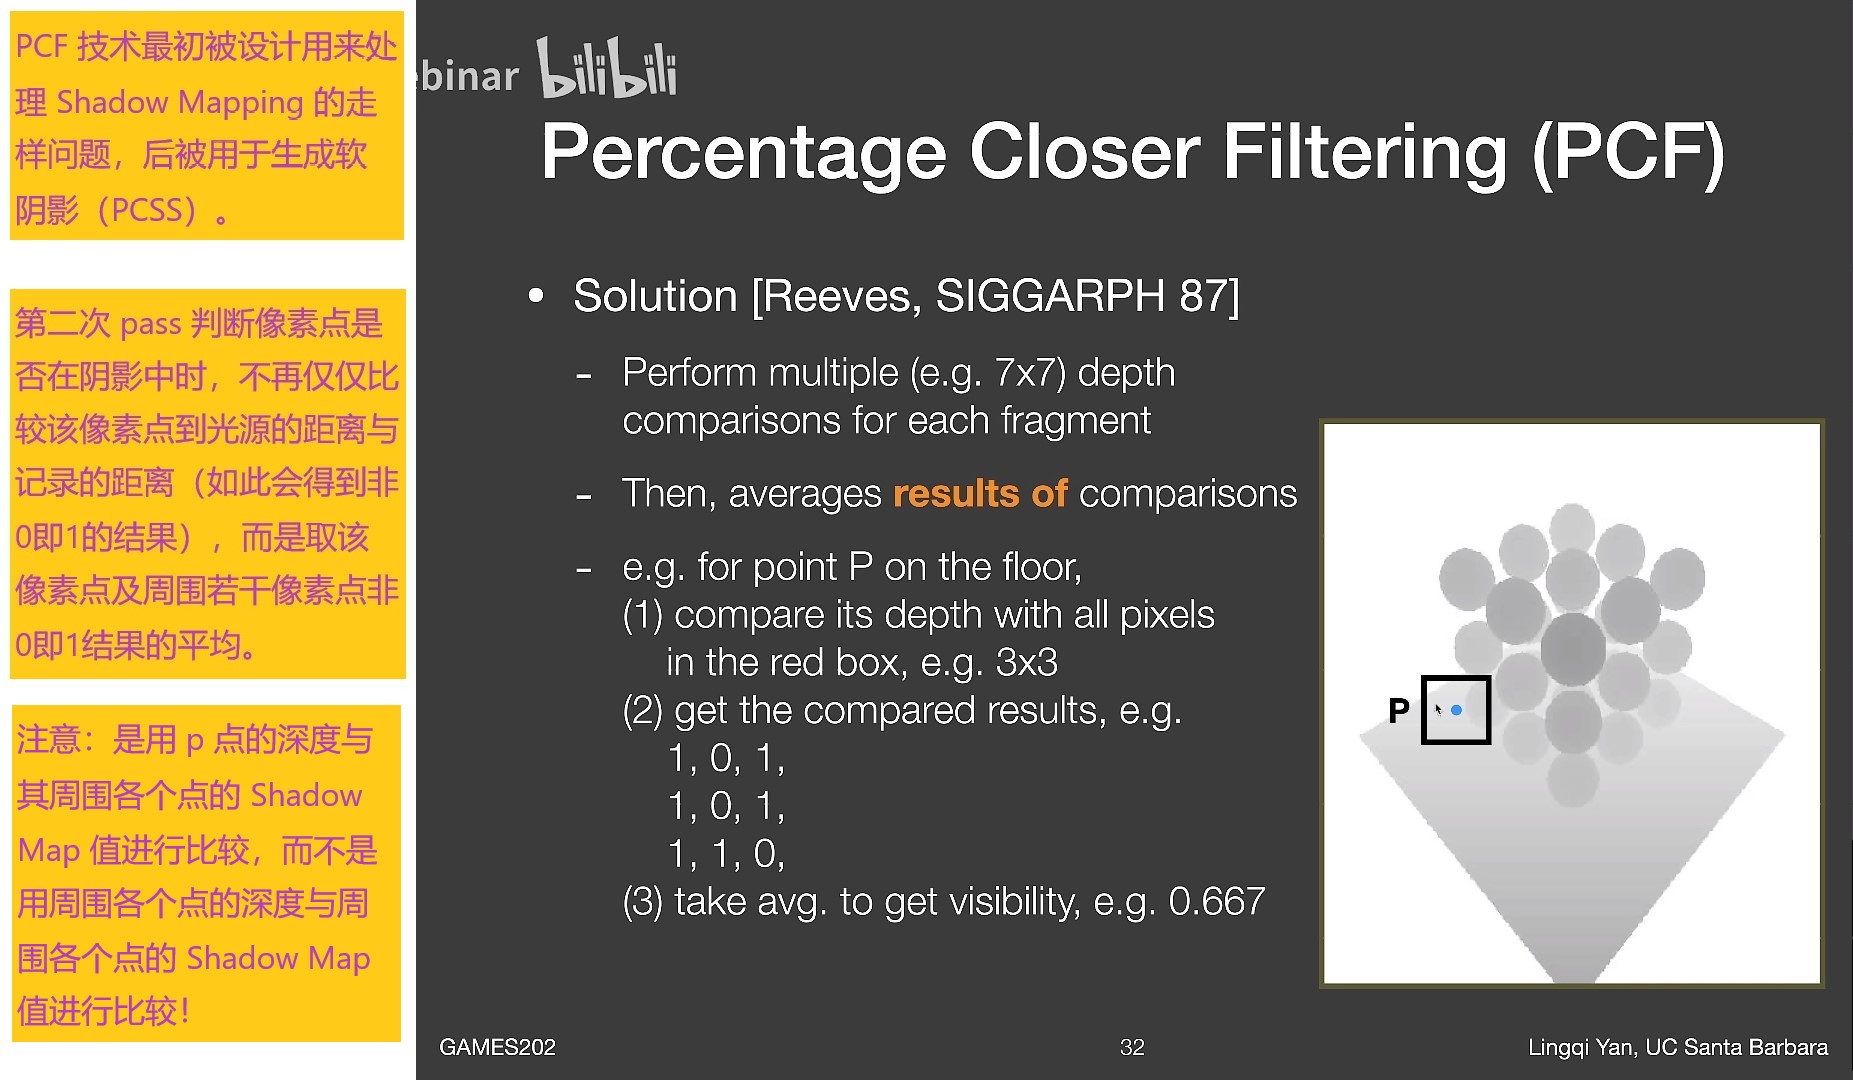 PCF 技术最初被设计用来处
理 Shadow Mapping 的走
样问题，后被用于生成软
阴影（PCSS）。
第二次 pass 判断像素点是
否在阴影中时，不再仅仅比
较该像素点到光源的距离与
记录的距离（如此会得到非
0即1的结果），而是取该
像素点及周围若干像素点非
0即1结果的平均。
注意：是用 p 点的深度与
其周围各个点的 Shadow
Map 值进行比较，而不是
用周围各个点的深度与周
围各个点的 Shadow Map
值进行比较！
ebinar bilibili
Percentage Closer Filtering (PCF)
• Solution [Reeves, SIGGARPH 87]
- Perform multiple (e.g. 7x7) depth
comparisons for each fragment
- Then, averages results of comparisons
- e.g. for point P on the floor,
(1) compare its depth with all pixels
in the red box, e.g. 3x3
(2) get the compared results, e.g.
1, 0, 1,
1, 0, 1,
1, 1, 0,
(3) take avg. to get visibility, e.g. 0.667
P
GAMES202
32
Lingqi Yan, UC Santa Barbara